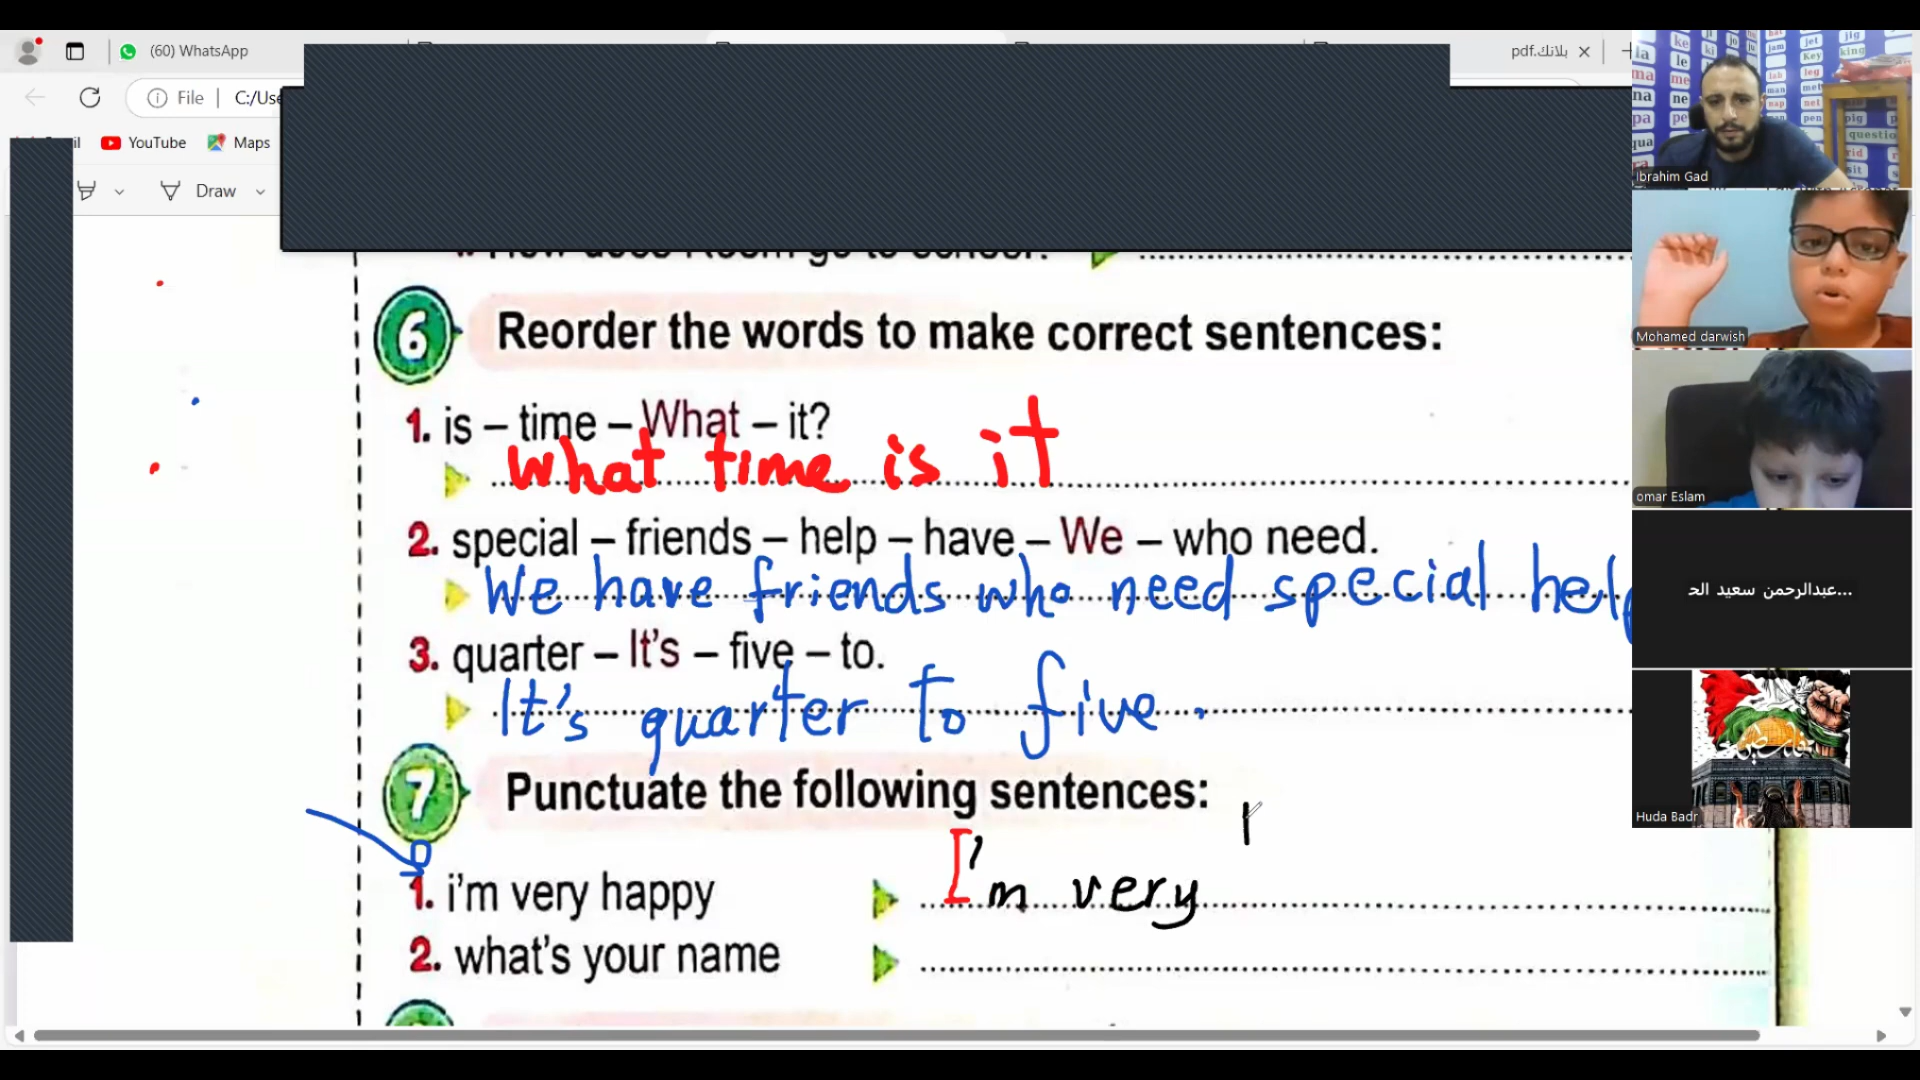 (60) WhatsApp
بلانك.pdf
File C:/Use
YouTube Maps
Draw
6 Reorder the words to make correct sentences:
1. is – time – What – it?
what time is it
2. special – friends – help – have – We – who need.
We have friends who need special help
3. quarter – It's – five – to.
It's quarter to five.
7 Punctuate the following sentences:
1. i'm very happy
I'm very
2. what's your name
Ibrahim Gad
Mohamed darwish
omar Eslam
عبدالرحمن سعيد الح...
Huda Badr